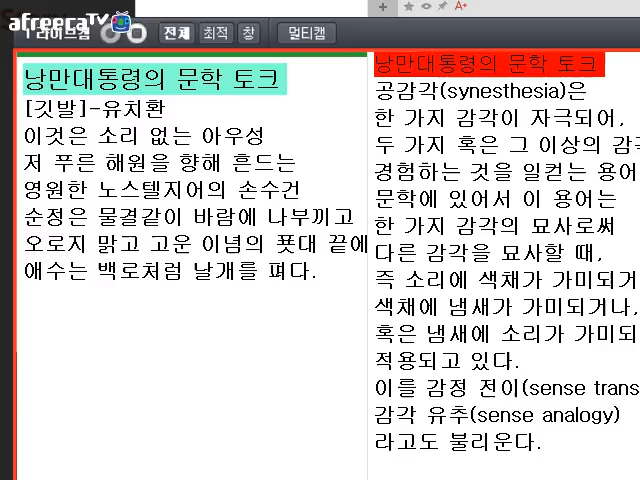 afreecaTV
라이브캠
전체 최적 창 멀티캠
A+
낭만대통령의 문학 토크
[깃발]-유치환
이것은 소리 없는 아우성
저 푸른 해원을 향해 흔드는
영원한 노스텔지어의 손수건
순정은 물결같이 바람에 나부끼고
오로지 맑고 고운 이념의 푯대 끝에
애수는 백로처럼 날개를 펴다.
낭만대통령의 문학 토크
공감각(synesthesia)은
한 가지 감각이 자극되어,
두 가지 혹은 그 이상의 감각
경험하는 것을 일컫는 용어
문학에 있어서 이 용어는
한 가지 감각의 묘사로써
다른 감각을 묘사할 때,
즉 소리에 색채가 가미되거
색채에 냄새가 가미되거나,
혹은 냄새에 소리가 가미되
적용되고 있다.
이를 감정 전이(sense trans
감각 유추(sense analogy)
라고도 불리운다.